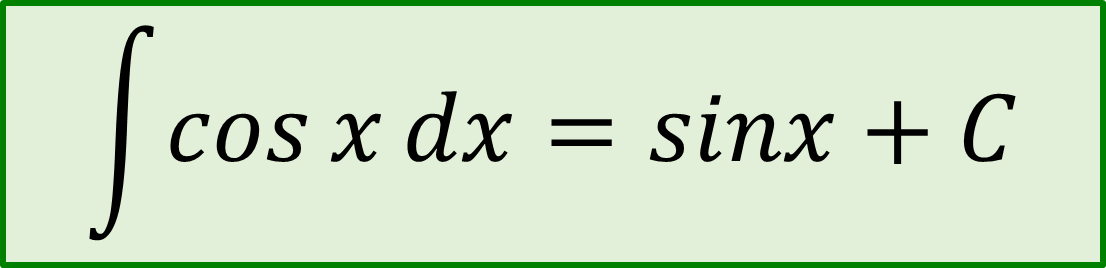 ∫ cos x dx = sinx + C